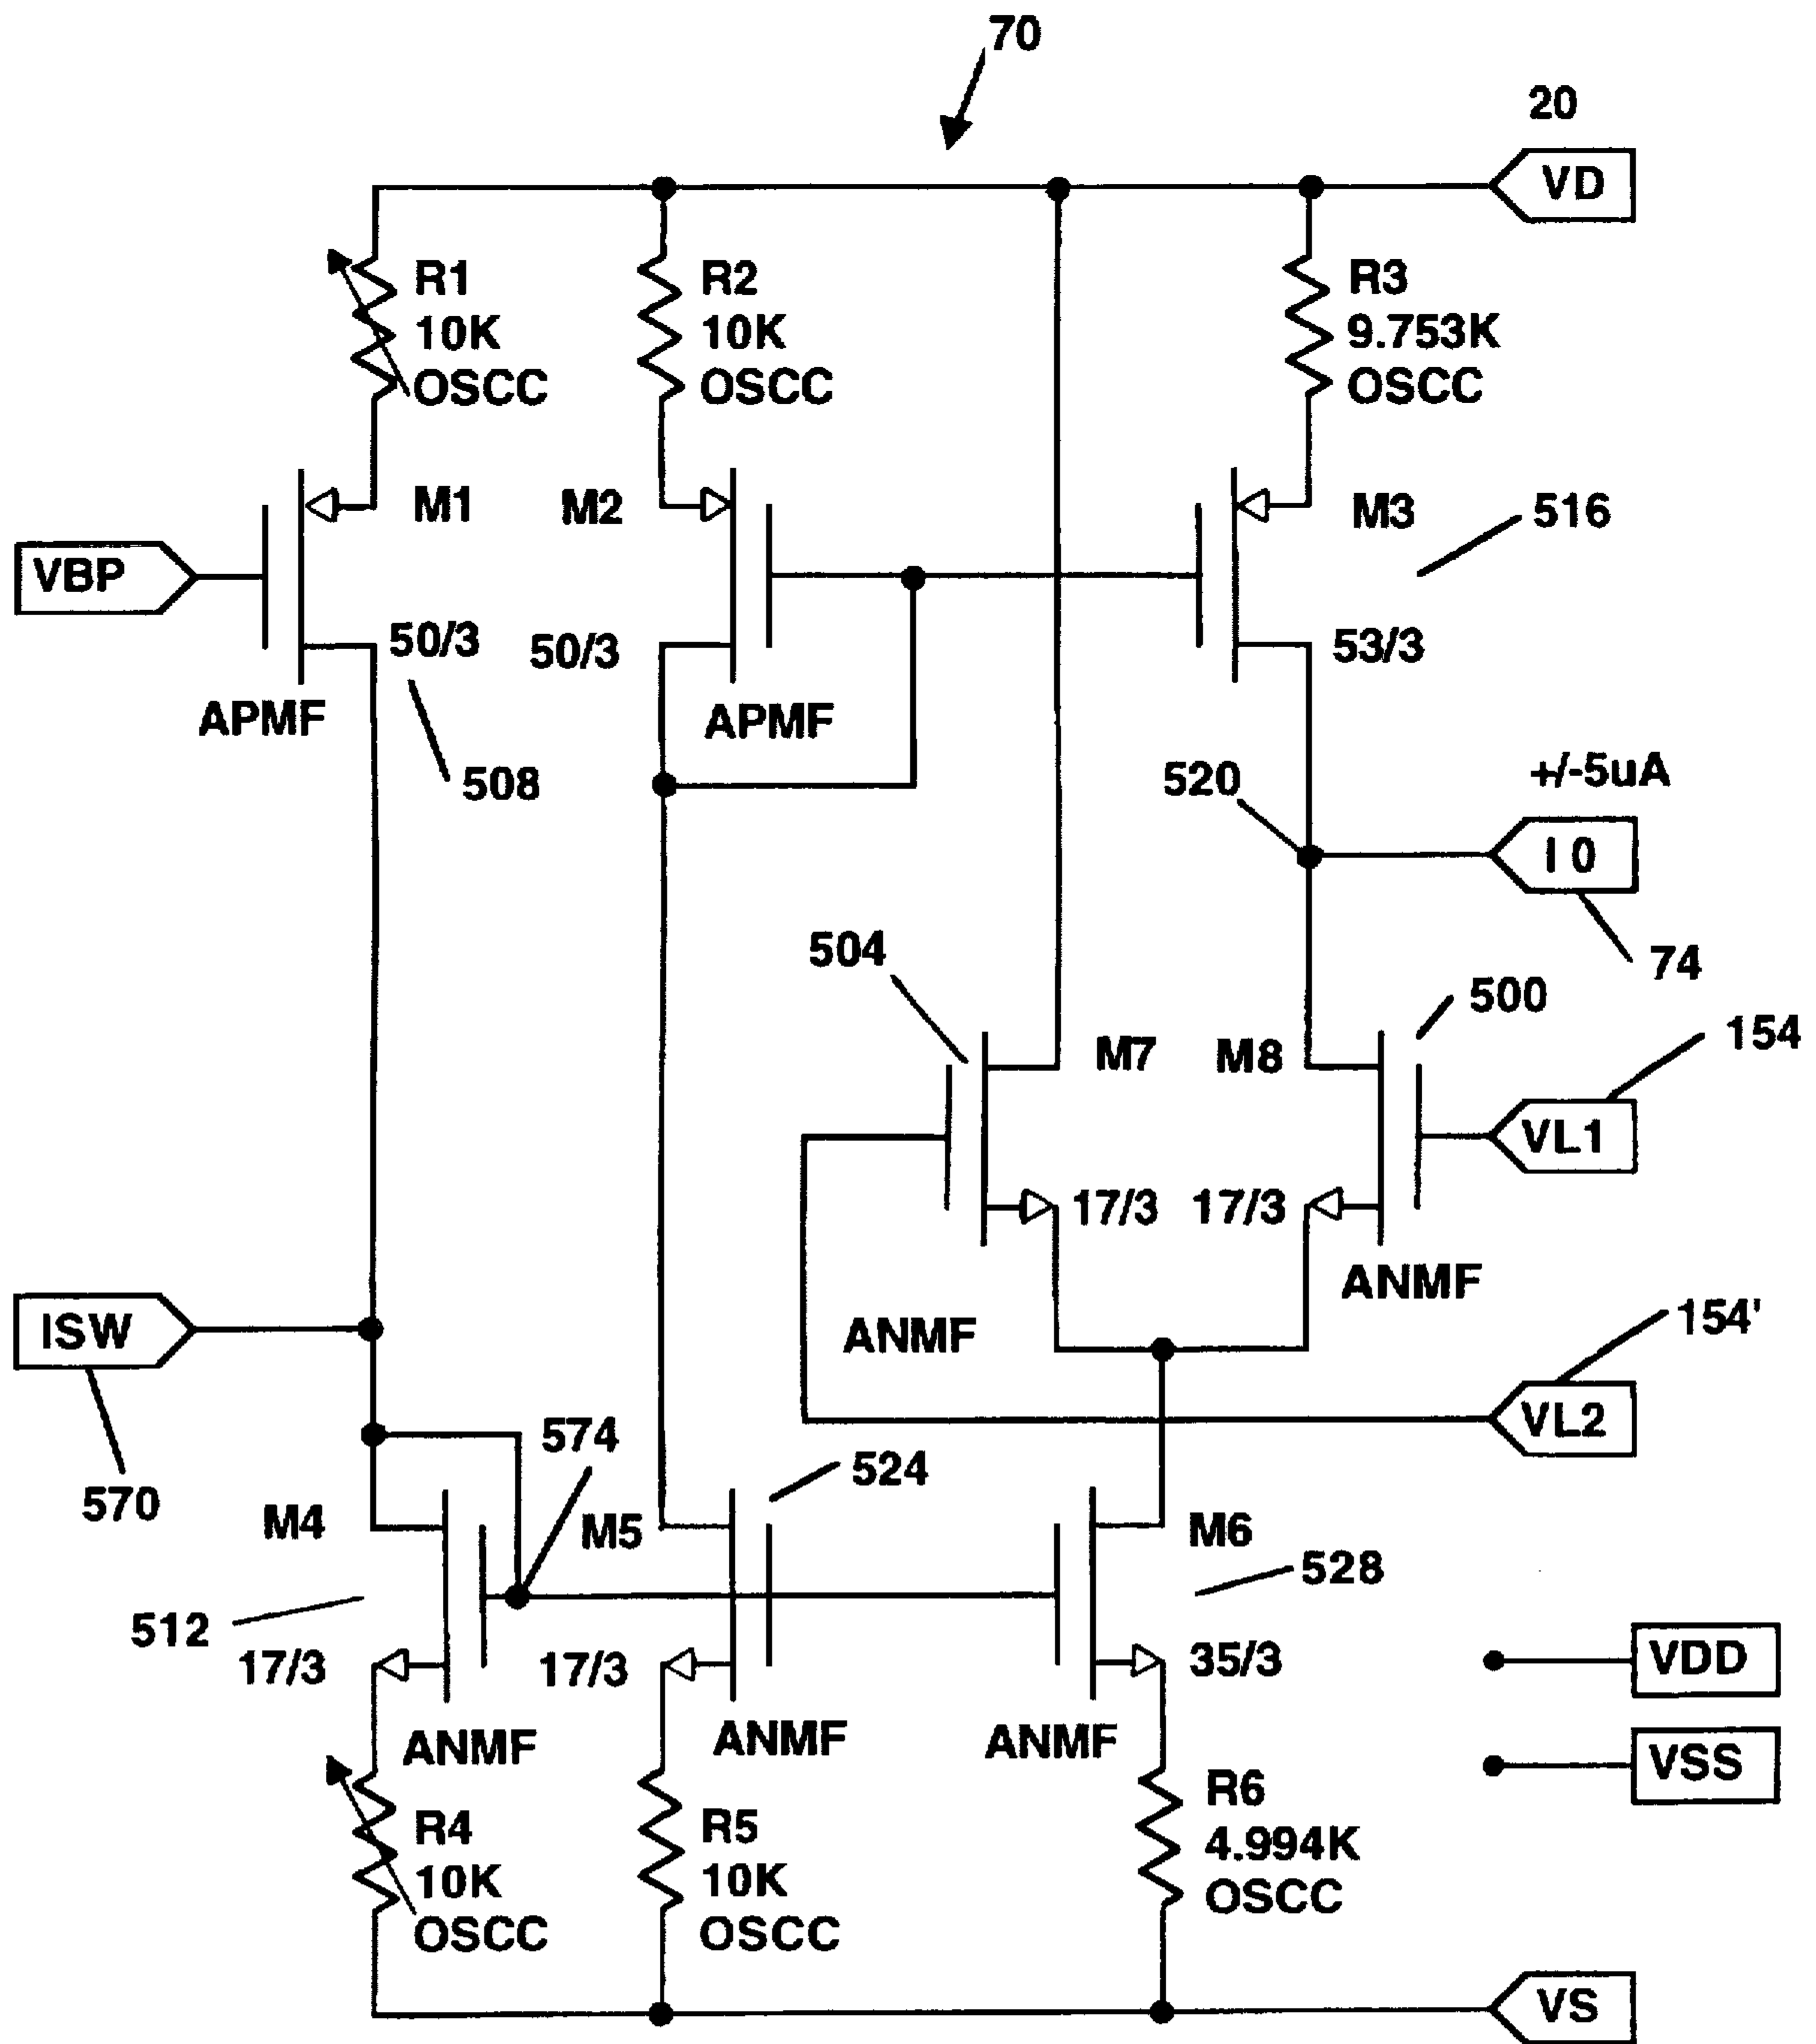 70
20
VD
R1
10K
OSCC
R2
10K
OSCC
R3
9.753K
OSCC
M1
M2
M3
516
VBP
50/3
50/3
53/3
APMF
APMF
508
520
+/-5uA
I 0
74
504
500
154
M7
M8
VL1
17/3
17/3
ANMF
ANMF
154'
ISW
570
574
VL2
524
M4
M5
M6
528
512
17/3
17/3
35/3
VDD
ANMF
ANMF
ANMF
VSS
R4
10K
OSCC
R5
10K
OSCC
R6
4.994K
OSCC
VS